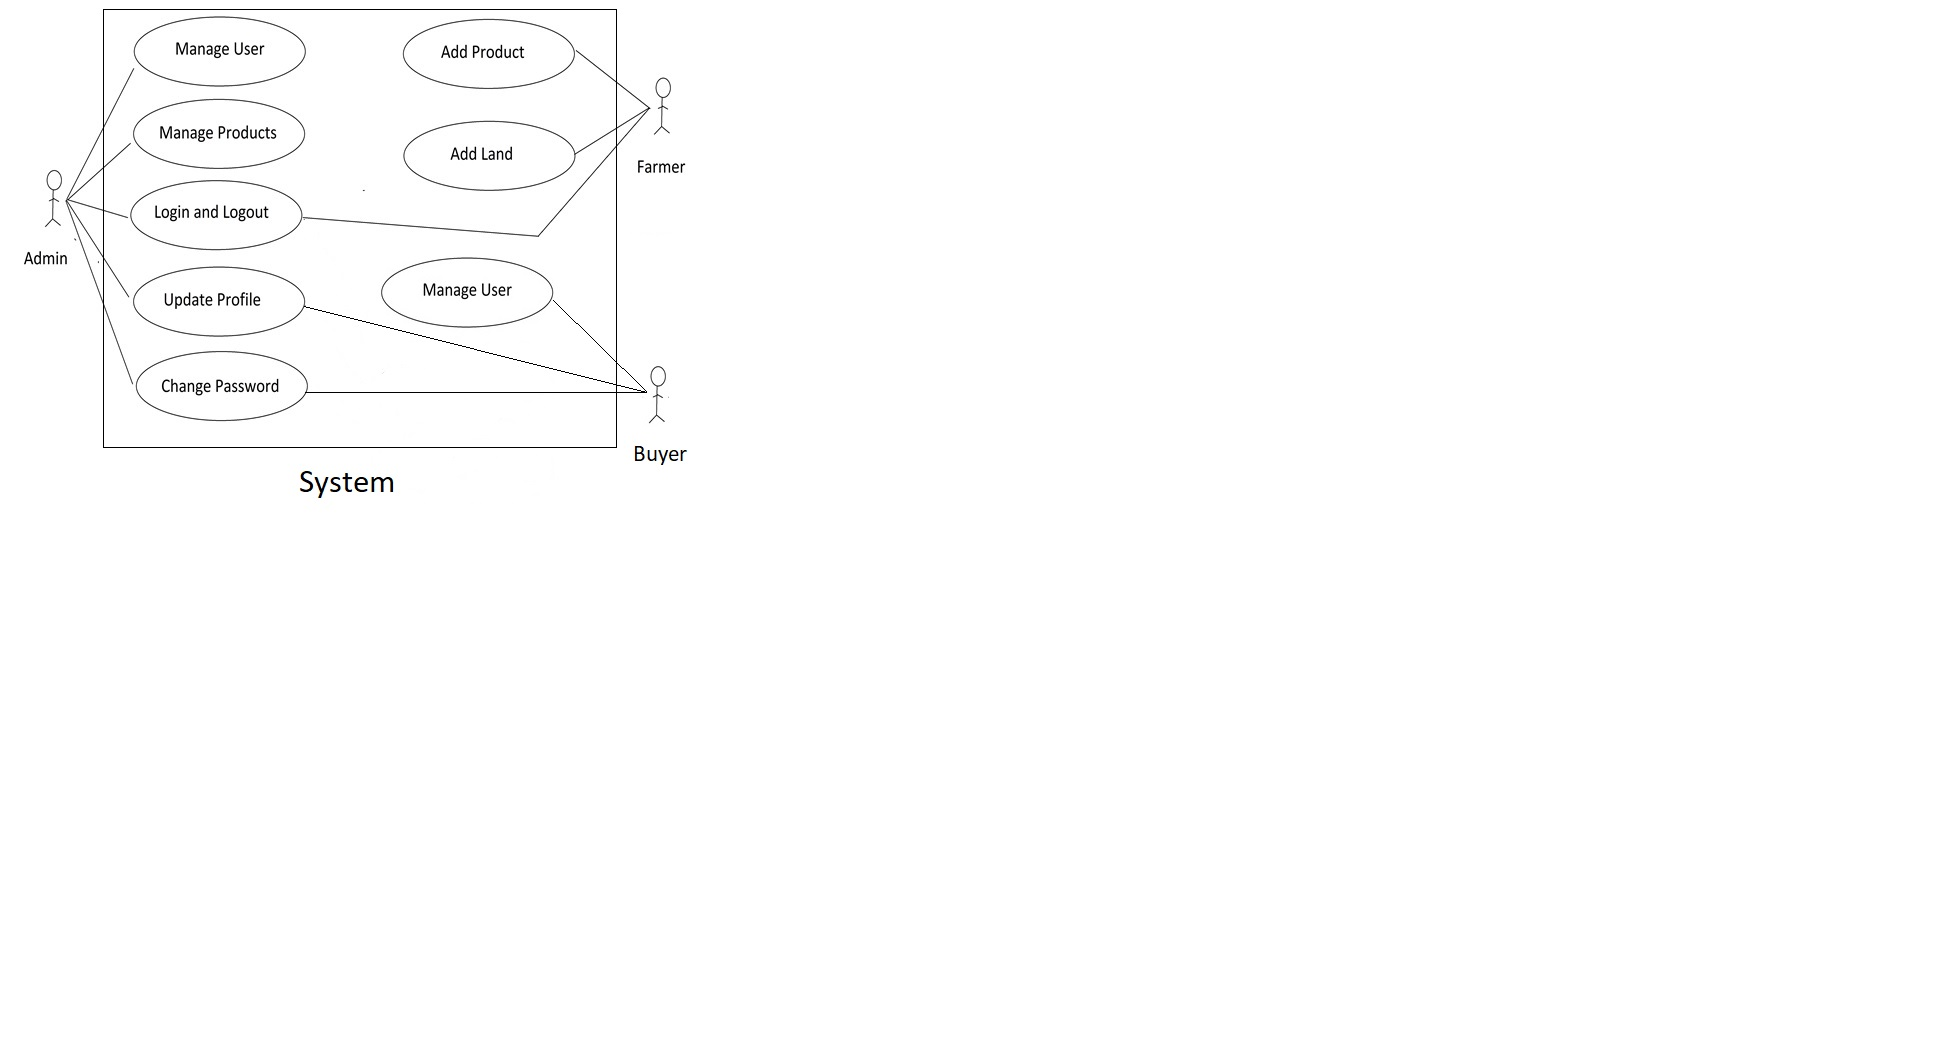 Manage User
Add Product
Manage Products
Add Land
Farmer
Login and Logout
Admin
Manage User
Update Profile
Change Password
Buyer
System